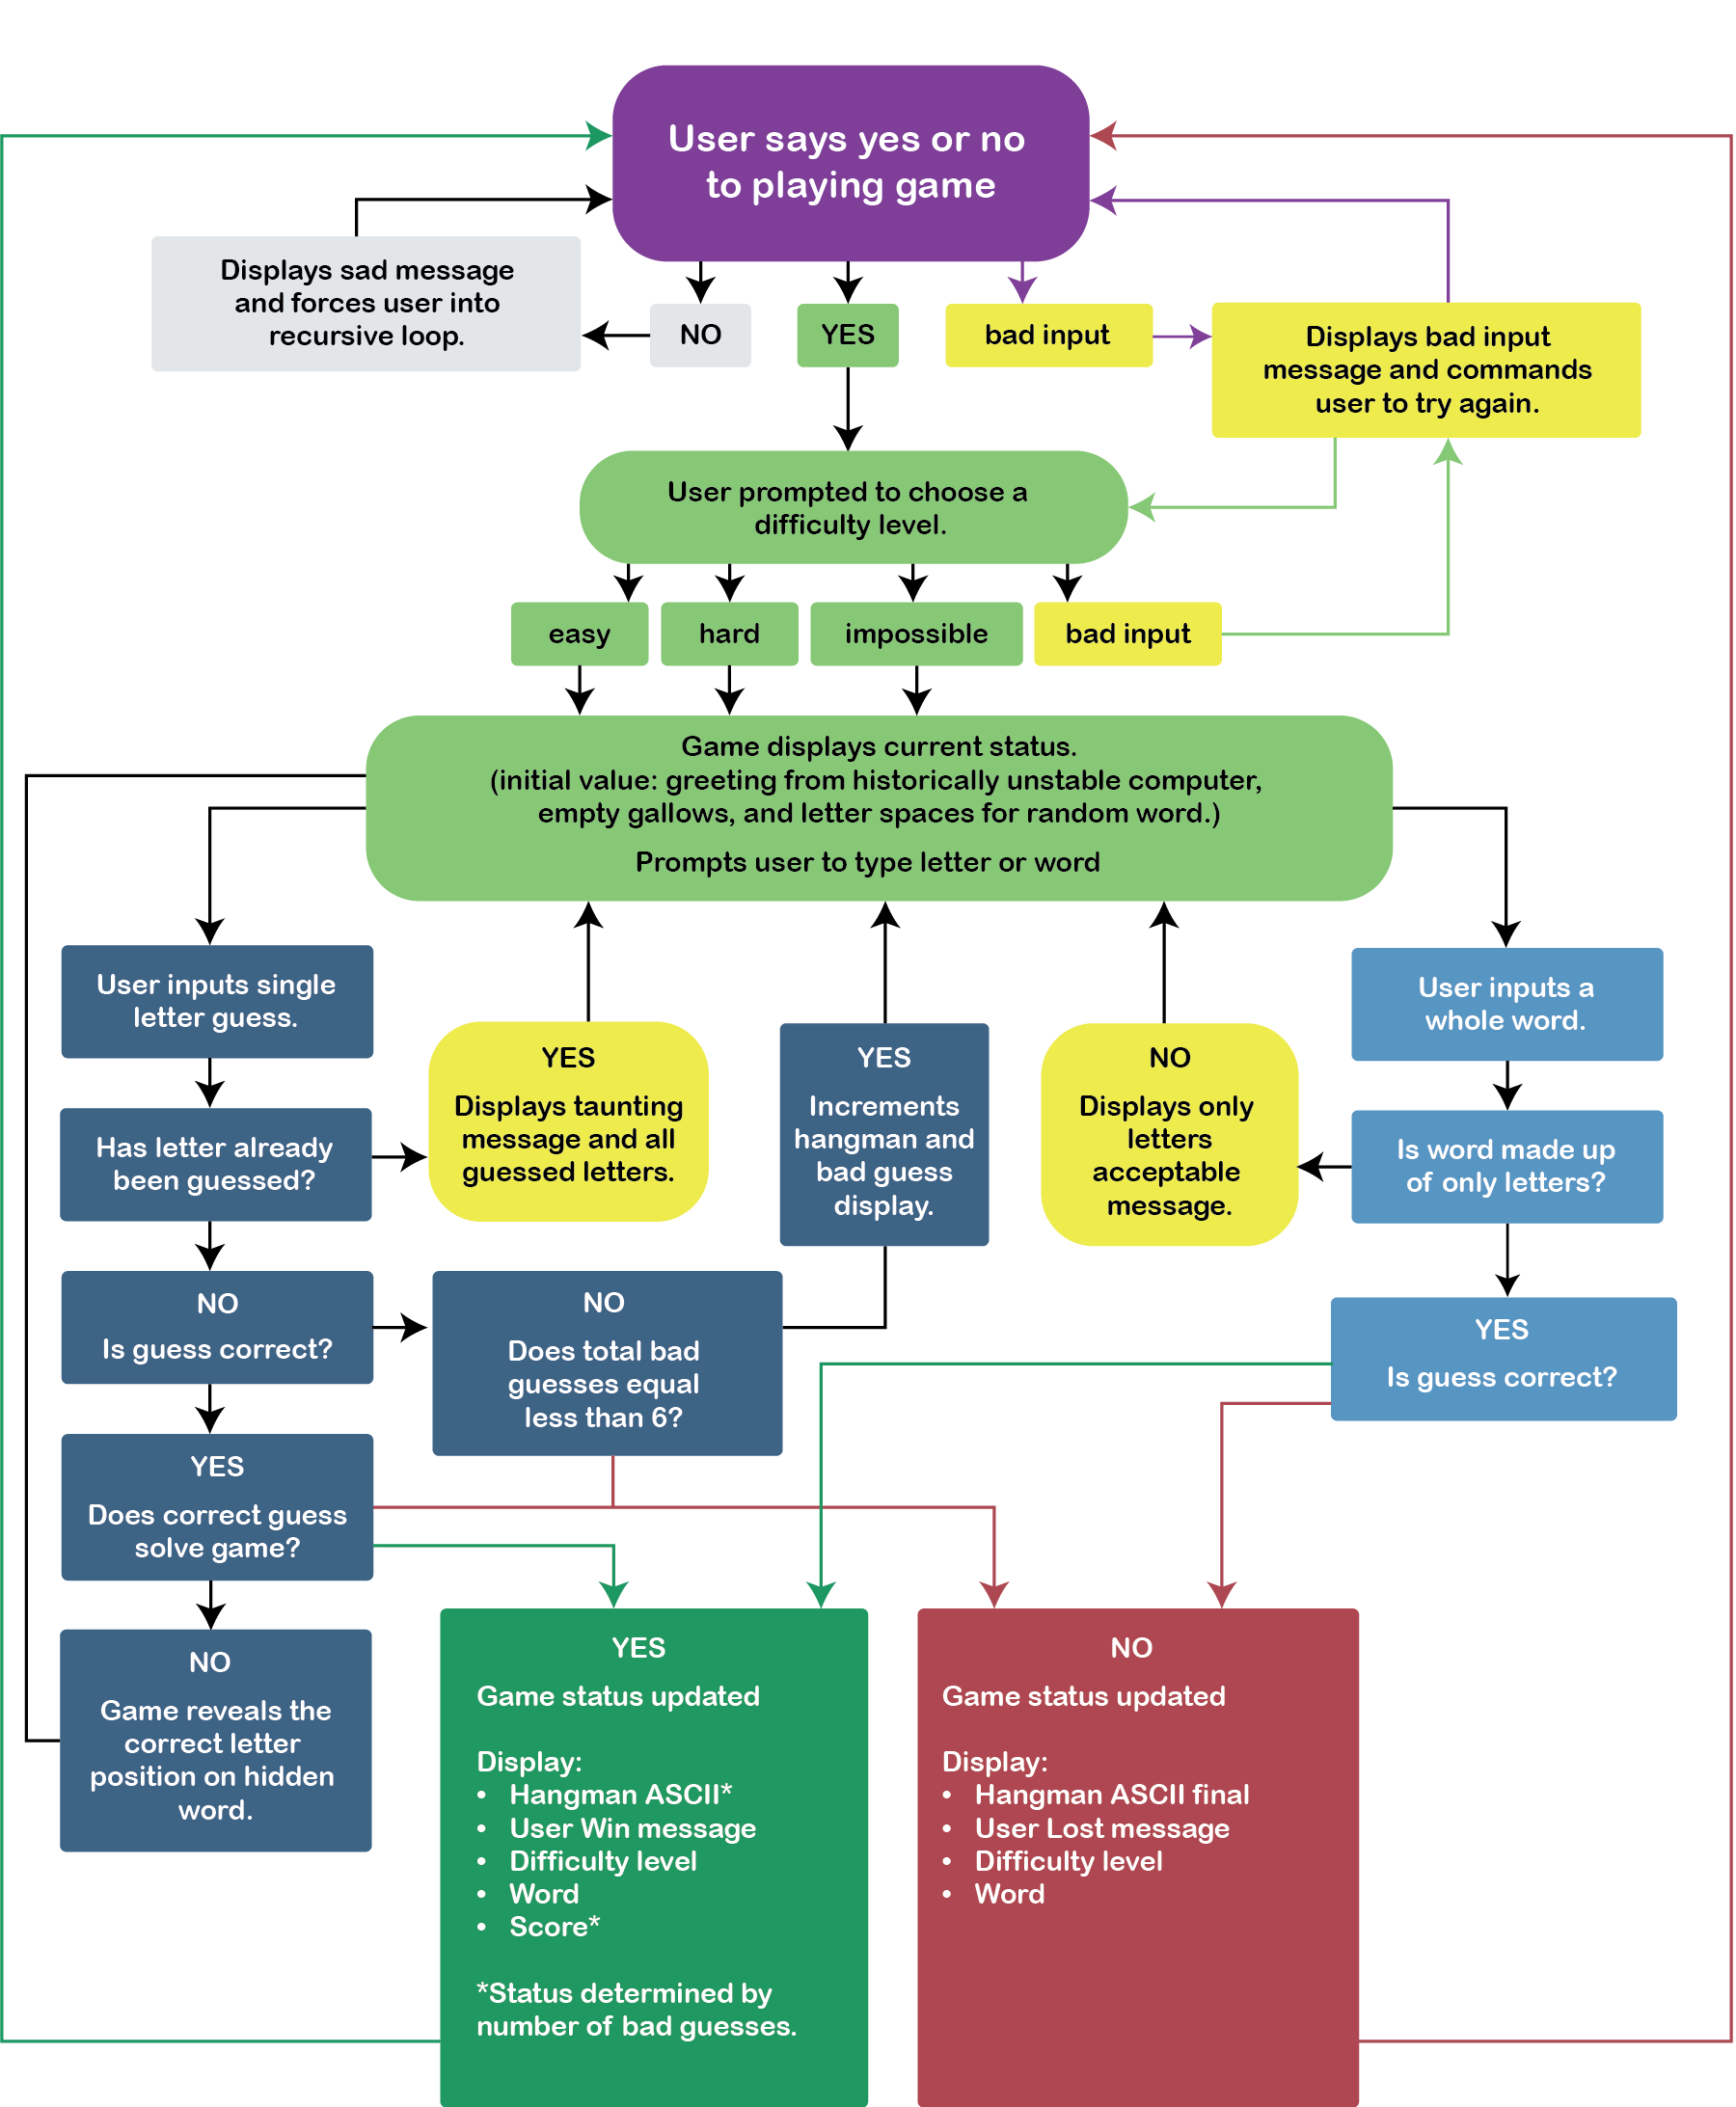 User says yes or no
to playing game
Displays sad message
and forces user into
recursive loop.
NO
YES
bad input
Displays bad input
message and commands
user to try again.
User prompted to choose a
difficulty level.
easy
hard
impossible
bad input
Game displays current status.
(initial value: greeting from historically unstable computer,
empty gallows, and letter spaces for random word.)
Prompts user to type letter or word
User inputs single
letter guess.
Has letter already
been guessed?
YES
Displays taunting
message and all
guessed letters.
YES
Increments
hangman and
bad guess
display.
NO
Displays only
letters
acceptable
message.
User inputs a
whole word.
Is word made up
of only letters?
NO
Is guess correct?
NO
Does total bad
guesses equal
less than 6?
YES
Is guess correct?
YES
Does correct guess
solve game?
NO
Game reveals the
correct letter
position on hidden
word.
YES
Game status updated
Display:
• Hangman ASCII*
• User Win message
• Difficulty level
• Word
• Score*
*Status determined by
number of bad guesses.
NO
Game status updated
Display:
• Hangman ASCII final
• User Lost message
• Difficulty level
• Word